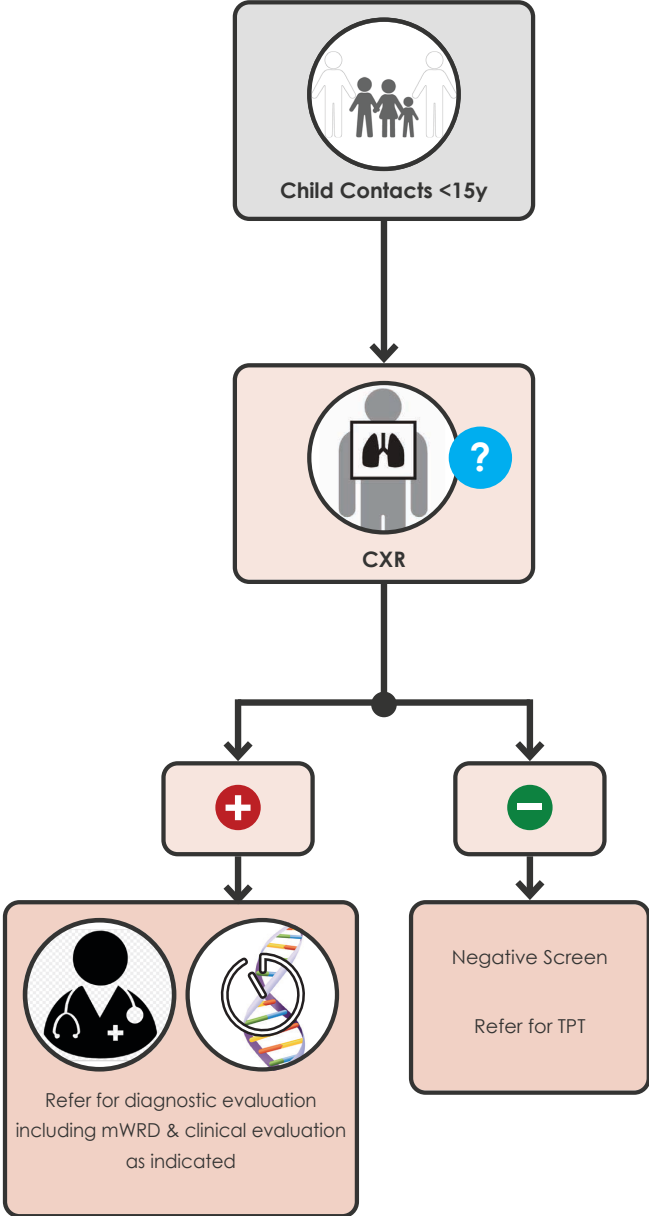 Child Contacts <15y
?
CXR
+
−
Negative Screen
Refer for TPT
Refer for diagnostic evaluation
including mWRD & clinical evaluation
as indicated